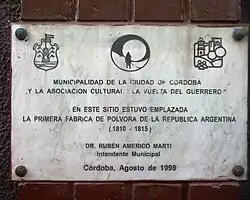 MUNICIPALIDAD DE LA CIUDAD DE CORDOBA
Y LA ASOCIACION CULTURAL "LA VUELTA DEL GUERRERO"
EN ESTE SITIO ESTUVO EMPLAZADA
LA PRIMERA FABRICA DE POLVORA DE LA REPUBLICA ARGENTINA
(1810 - 1815)
DR. RUBEN AMERICO MARTI
Intendente Municipal
Córdoba, Agosto de 1998